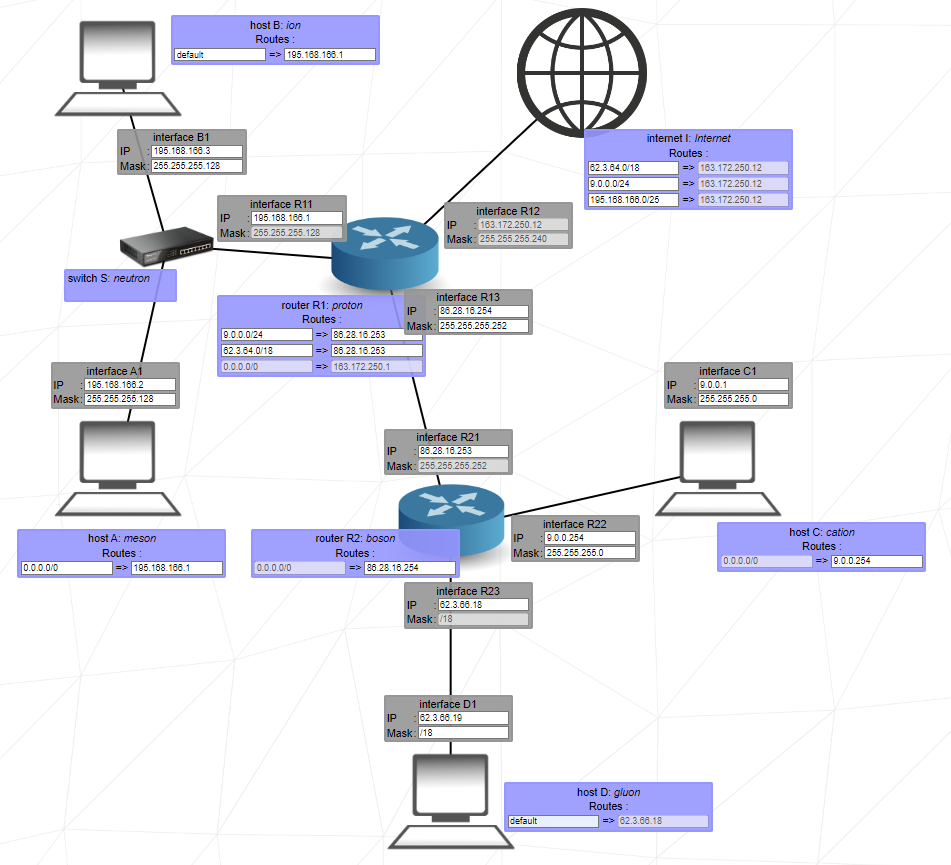 host B: ion
Routes :
default => 195.168.166.1
internet I: Internet
Routes :
62.3.64.0/18 => 163.172.250.12
9.0.0.0/24 => 163.172.250.12
195.168.166.0/25 => 163.172.250.12
interface B1
IP : 195.168.166.3
Mask : 255.255.255.128
interface R11
IP : 195.168.166.1
Mask : 255.255.255.128
interface R12
IP : 163.172.250.12
Mask : 255.255.255.240
switch S: neutron
router R1: proton
Routes :
9.0.0.0/24 => 86.28.16.253
62.3.64.0/18 => 86.28.16.253
0.0.0.0/0 => 163.172.250.1
interface R13
IP : 86.28.16.254
Mask : 255.255.255.252
interface A1
IP : 195.168.166.2
Mask : 255.255.255.128
interface C1
IP : 9.0.0.1
Mask : 255.255.255.0
interface R21
IP : 86.28.16.253
Mask : 255.255.255.252
host A: meson
Routes :
0.0.0.0/0 => 195.168.166.1
router R2: boson
Routes :
0.0.0.0/0 => 86.28.16.254
interface R22
IP : 9.0.0.254
Mask : 255.255.255.0
host C: cation
Routes :
0.0.0.0/0 => 9.0.0.254
interface R23
IP : 62.3.66.18
Mask : /18
interface D1
IP : 62.3.66.19
Mask : /18
host D: gluon
Routes :
default => 62.3.66.18